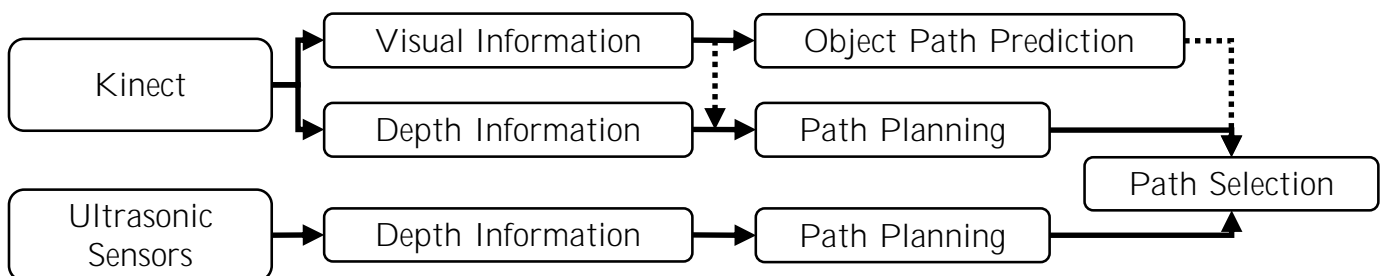 Kinect
Visual Information
Object Path Prediction
Depth Information
Path Planning
Path Selection
Ultrasonic
Sensors
Depth Information
Path Planning